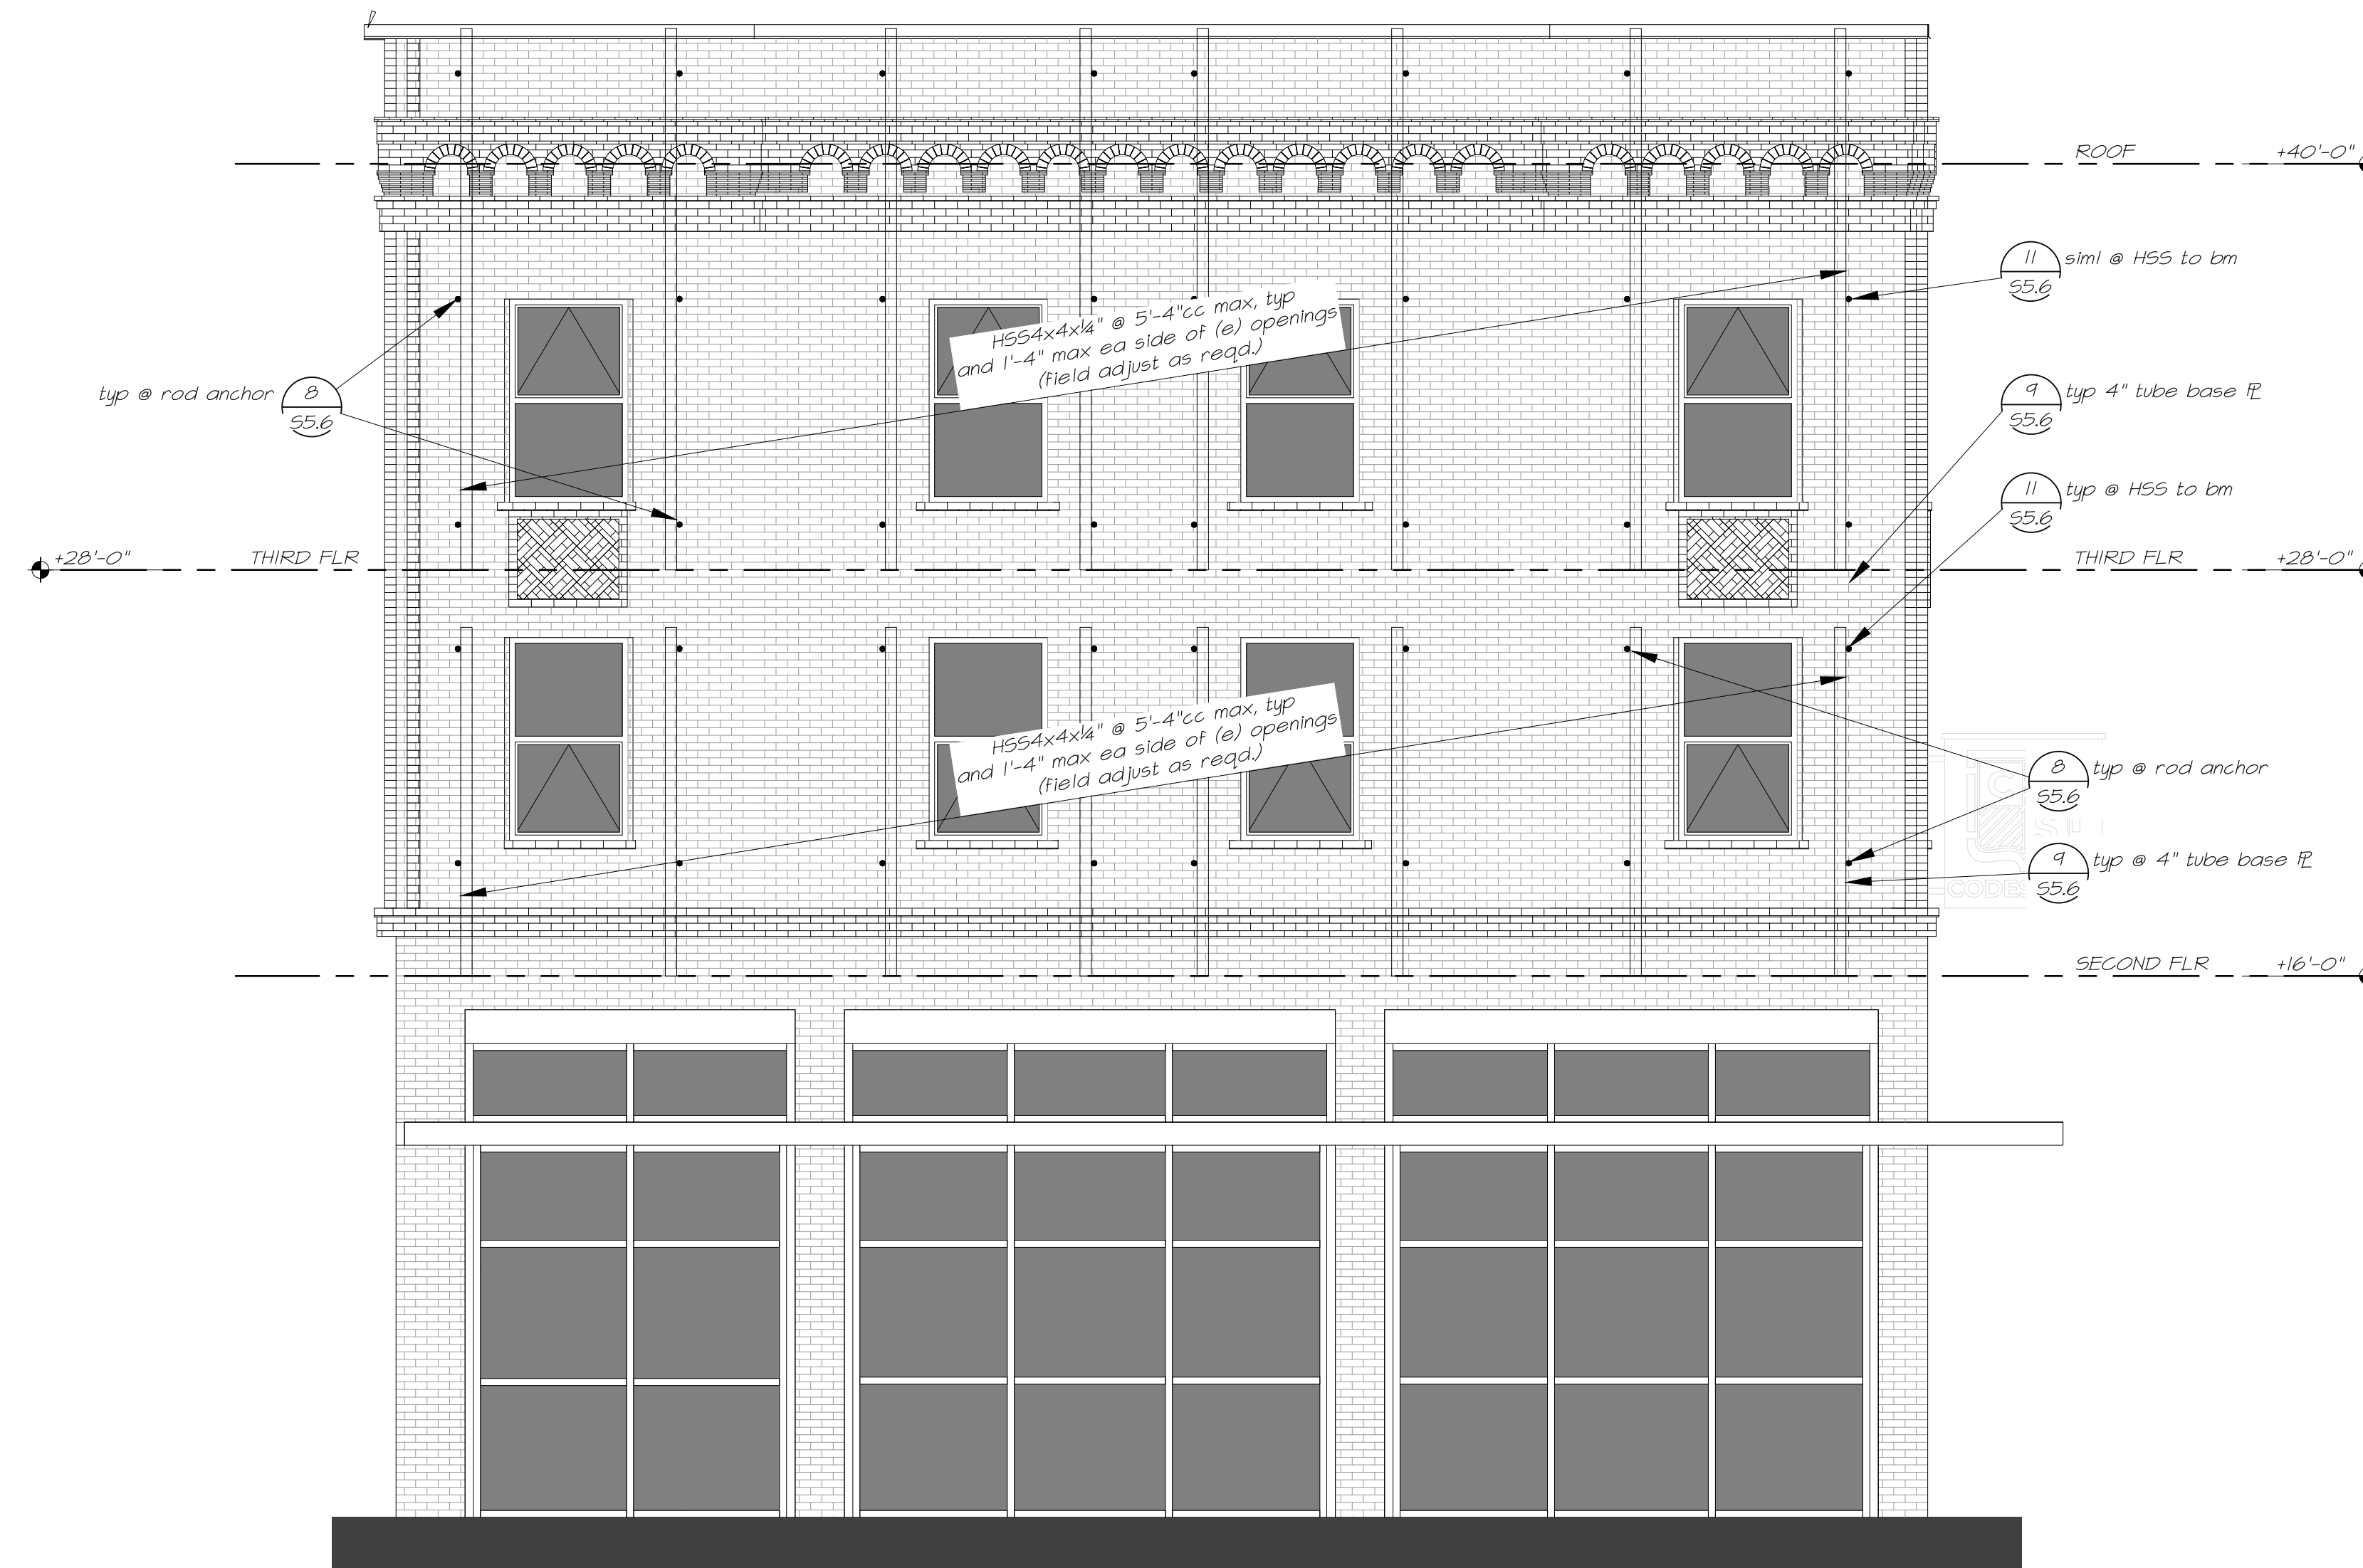 ROOF +40'-0"
11 siml @ HSS to bm
S5.6
HSS4x4x¼" @ 5'-4"cc max, typ
and 1'-4" max ea side of (e) openings
(field adjust as reqd.)
typ @ rod anchor 8
S5.6
9 typ 4" tube base PL
S5.6
11 typ @ HSS to bm
S5.6
+28'-0" THIRD FLR
THIRD FLR +28'-0"
HSS4x4x¼" @ 5'-4"cc max, typ
and 1'-4" max ea side of (e) openings
(field adjust as reqd.)
8 typ @ rod anchor
S5.6
9 typ @ 4" tube base PL
S5.6
CODES
SECOND FLR +16'-0"